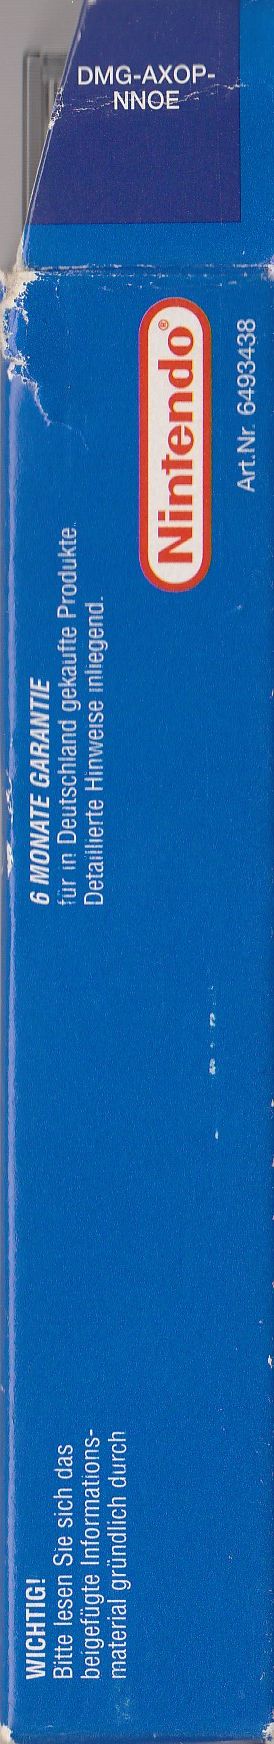 DMG-AXOP-
NNOE
Nintendo®
Art.Nr. 6493438
6 MONATE GARANTIE
für in Deutschland gekaufte Produkte.
Detaillierte Hinweise inliegend.
WICHTIG!
Bitte lesen Sie sich das
beigefügte Informations-
material gründlich durch